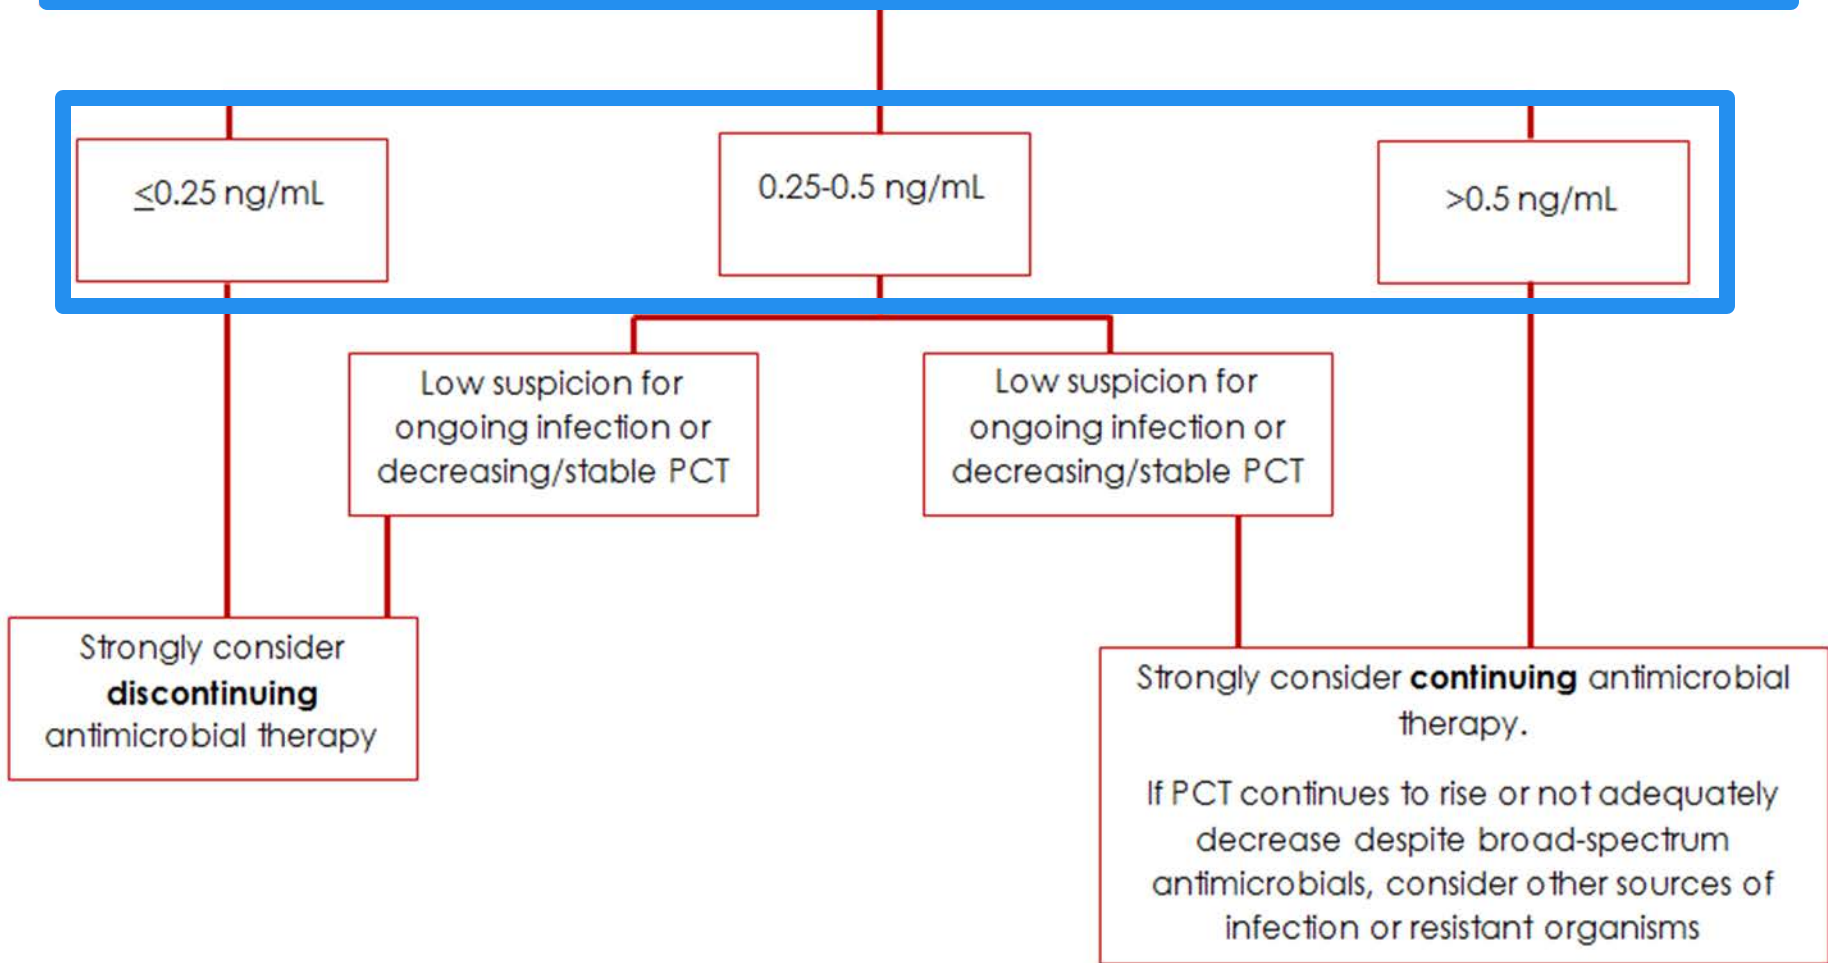 ≤0.25 ng/mL
0.25-0.5 ng/mL
>0.5 ng/mL
Low suspicion for
ongoing infection or
decreasing/stable PCT
Low suspicion for
ongoing infection or
decreasing/stable PCT
Strongly consider
discontinuing
antimicrobial therapy
Strongly consider continuing antimicrobial
therapy.
If PCT continues to rise or not adequately
decrease despite broad-spectrum
antimicrobials, consider other sources of
infection or resistant organisms